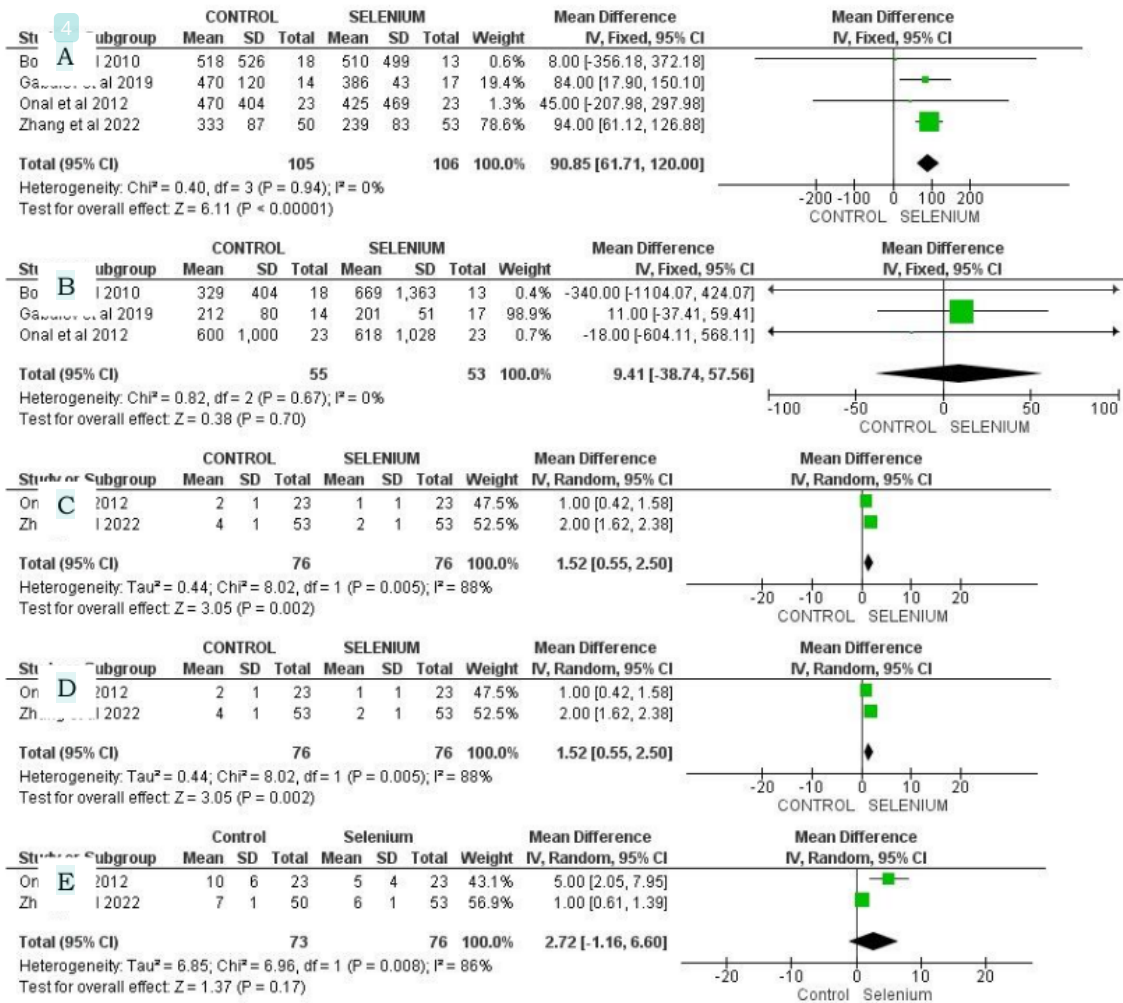 4
CONTROL SELENIUM Mean Difference Mean Difference
A ubgroup Mean SD Total Mean SD Total Weight IV, Fixed, 95% CI IV, Fixed, 95% CI
Bo l 2010 518 526 18 510 499 13 0.6% 8.00 [-356.18, 372.18]
al 2019 470 120 14 386 43 17 19.4% 84.00 [17.90, 150.10]
Onal et al 2012 470 404 23 425 469 23 1.3% 45.00 [-207.98, 297.98]
Zhang et al 2022 333 87 50 239 83 53 78.6% 94.00 [61.12, 126.88]
Total (95% CI) 105 106 100.0% 90.85 [61.71, 120.00]
Heterogeneity: Chi² = 0.40, df = 3 (P = 0.94); I² = 0%
Test for overall effect: Z = 6.11 (P < 0.00001)
-200 -100 0 100 200
CONTROL SELENIUM
CONTROL SELENIUM Mean Difference Mean Difference
B ubgroup Mean SD Total Mean SD Total Weight IV, Fixed, 95% CI IV, Fixed, 95% CI
Bo l 2010 329 404 18 669 1,363 13 0.4% -340.00 [-1104.07, 424.07]
al 2019 212 80 14 201 51 17 98.9% 11.00 [-37.41, 59.41]
Onal et al 2012 600 1,000 23 618 1,028 23 0.7% -18.00 [-604.11, 568.11]
Total (95% CI) 55 53 100.0% 9.41 [-38.74, 57.56]
Heterogeneity: Chi² = 0.82, df = 2 (P = 0.67); I² = 0%
Test for overall effect: Z = 0.38 (P = 0.70)
-100 -50 0 50 100
CONTROL SELENIUM
CONTROL SELENIUM Mean Difference Mean Difference
Study or Subgroup Mean SD Total Mean SD Total Weight IV, Random, 95% CI IV, Random, 95% CI
On C 2012 2 1 23 1 1 23 47.5% 1.00 [0.42, 1.58]
Zh l 2022 4 1 53 2 1 53 52.5% 2.00 [1.62, 2.38]
Total (95% CI) 76 76 100.0% 1.52 [0.55, 2.50]
Heterogeneity: Tau² = 0.44; Chi² = 8.02, df = 1 (P = 0.005); I² = 88%
Test for overall effect: Z = 3.05 (P = 0.002)
-20 -10 0 10 20
CONTROL SELENIUM
CONTROL SELENIUM Mean Difference Mean Difference
Subgroup Mean SD Total Mean SD Total Weight IV, Random, 95% CI IV, Random, 95% CI
On D 2012 2 1 23 1 1 23 47.5% 1.00 [0.42, 1.58]
Zh l 2022 4 1 53 2 1 53 52.5% 2.00 [1.62, 2.38]
Total (95% CI) 76 76 100.0% 1.52 [0.55, 2.50]
Heterogeneity: Tau² = 0.44; Chi² = 8.02, df = 1 (P = 0.005); I² = 88%
Test for overall effect: Z = 3.05 (P = 0.002)
-20 -10 0 10 20
CONTROL SELENIUM
Control Selenium Mean Difference Mean Difference
Study or Subgroup Mean SD Total Mean SD Total Weight IV, Random, 95% CI IV, Random, 95% CI
On E 2012 10 6 23 5 4 23 43.1% 5.00 [2.05, 7.95]
Zh l 2022 7 1 50 6 1 53 56.9% 1.00 [0.61, 1.39]
Total (95% CI) 73 76 100.0% 2.72 [-1.16, 6.60]
Heterogeneity: Tau² = 6.85; Chi² = 6.96, df = 1 (P = 0.008); I² = 86%
Test for overall effect: Z = 1.37 (P = 0.17)
-20 -10 0 10 20
Control Selenium